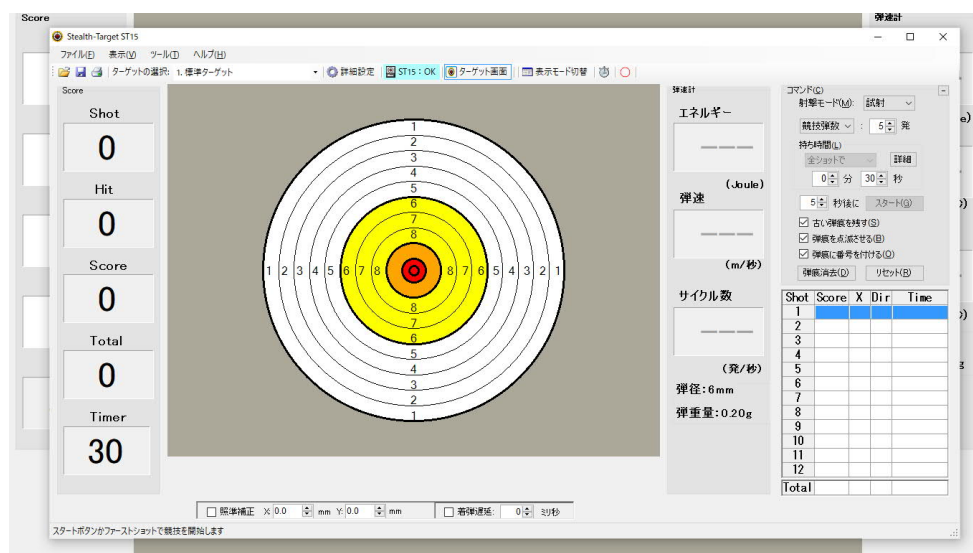 Score
弾速計
Stealth-Target ST15
ファイル(F) 表示(V) ツール(T) ヘルプ(H)
ターゲットの選択: 1. 標準ターゲット 詳細設定 ST15：OK ターゲット画面 表示モード切替
Score
Shot
0
Hit
0
Score
0
Total
0
Timer
30
1
2
3
4
5
6
7
8
1 2 3 4 5 6 7 8 8 7 6 5 4 3 2 1
8
7
6
5
4
3
2
1
弾速計
エネルギー
---
(Joule)
弾速
---
(m/秒)
サイクル数
---
(発/秒)
弾径:6mm
弾重量:0.20g
コマンド(C)
射撃モード(M): 試射
競技弾数 : 5 発
持ち時間(L)
全ショットで 詳細
0 分 30 秒
5 秒後に スタート(G)
古い弾痕を残す(S)
弾痕を点滅させる(B)
弾痕に番号を付ける(O)
弾痕消去(D) リセット(R)
Shot Score X Dir Time
1
2
3
4
5
6
7
8
9
10
11
12
Total
照準補正 X: 0.0 mm Y: 0.0 mm 着弾遅延: 0 ミリ秒
スタートボタンかファーストショットで競技を開始します